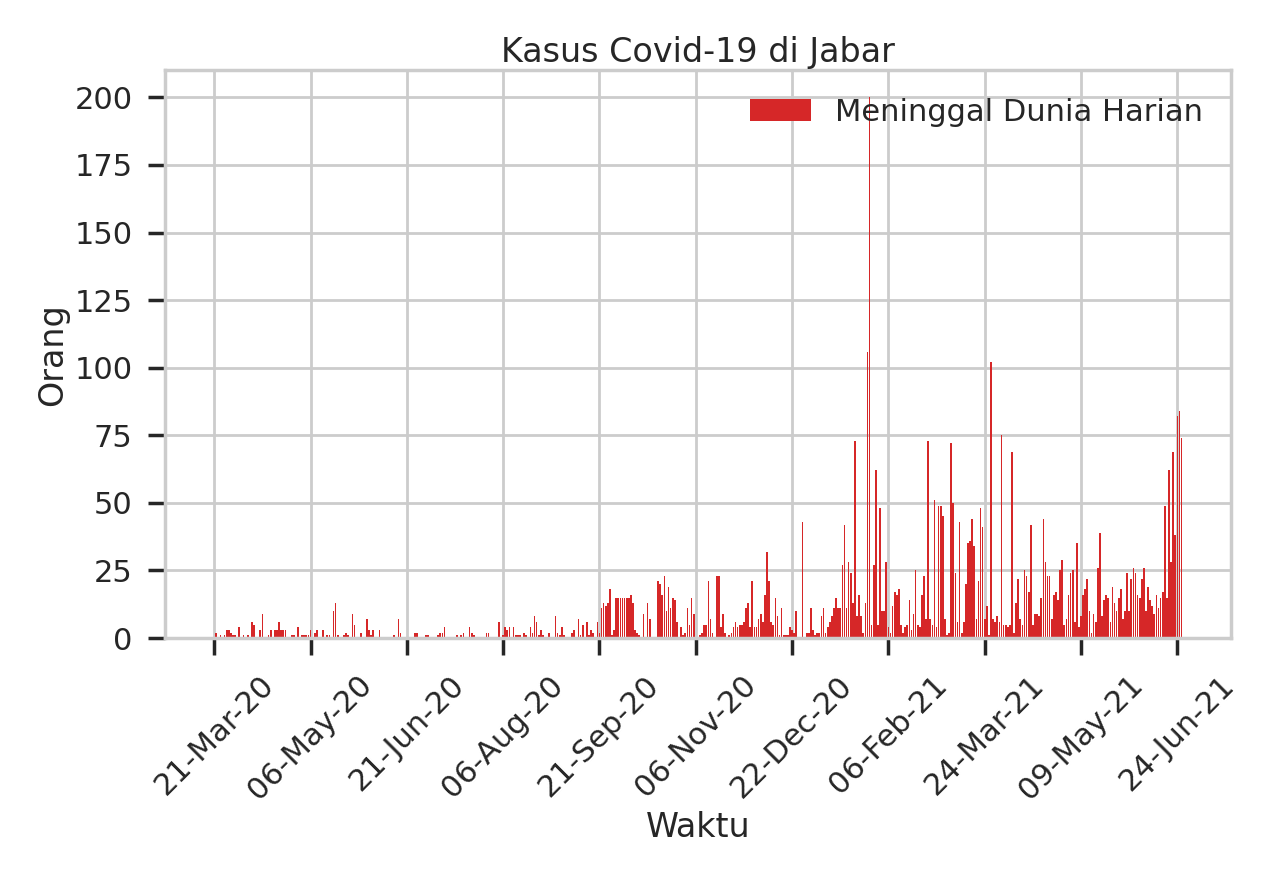 Kasus Covid-19 di Jabar
Meninggal Dunia Harian
Orang
200
175
150
125
100
75
50
25
0
21-Mar-20
06-May-20
21-Jun-20
06-Aug-20
21-Sep-20
06-Nov-20
22-Dec-20
06-Feb-21
24-Mar-21
09-May-21
24-Jun-21
Waktu